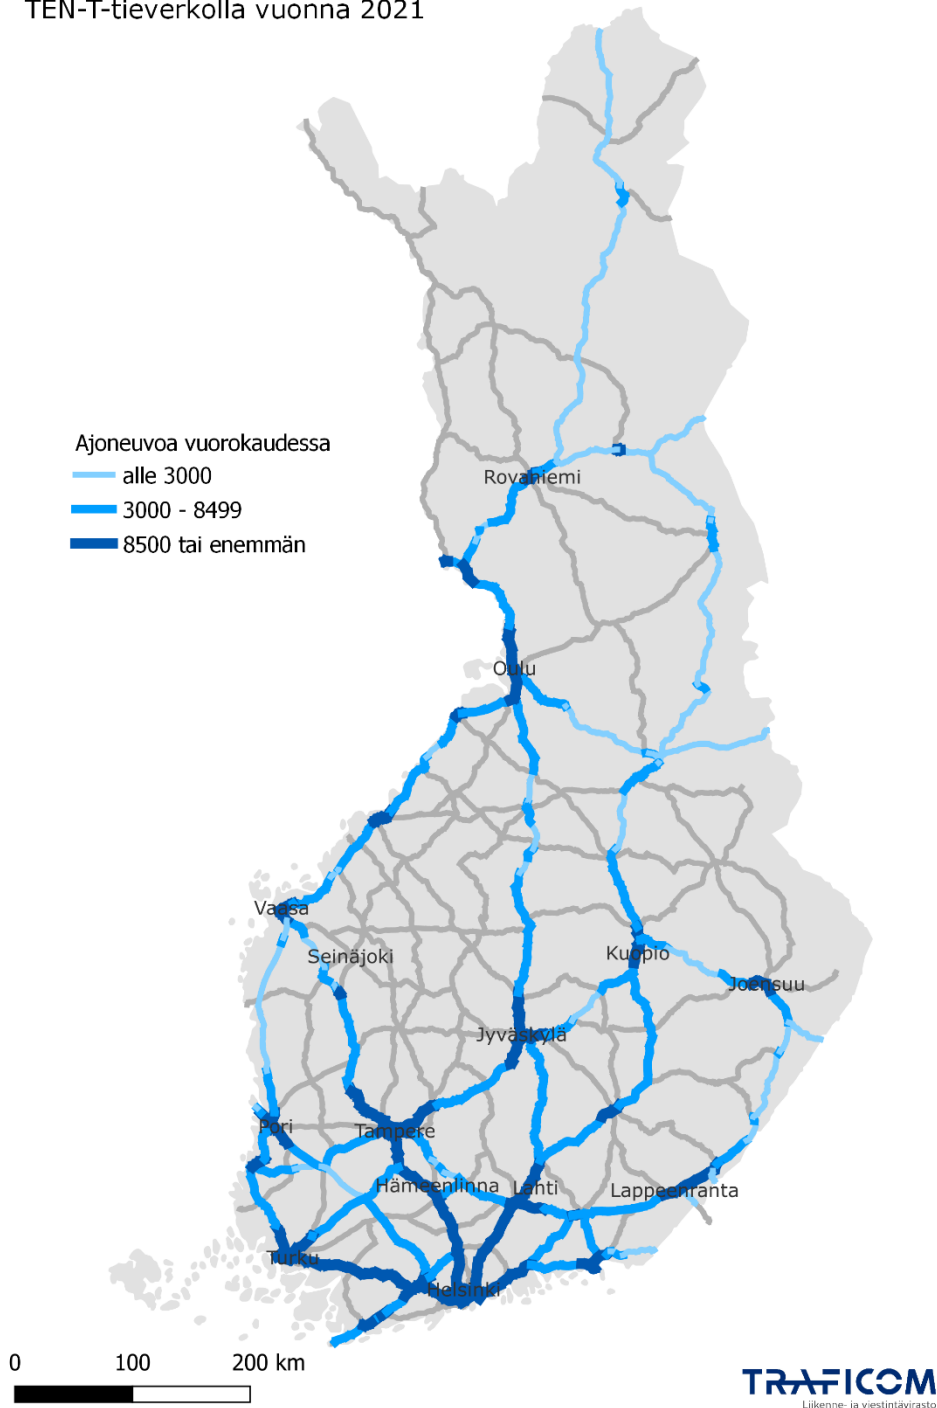 TEN-T-tieverkolla vuonna 2021
Ajoneuvoa vuorokaudessa
alle 3000
3000 - 8499
8500 tai enemmän
Rovaniemi
Oulu
Vaasa
Seinäjoki
Kuopio
Joensuu
Jyväskylä
Pori
Tampere
Hämeenlinna
Lahti
Lappeenranta
Turku
Helsinki
0 100 200 km
TRAFICOM
Liikenne- ja viestintävirasto